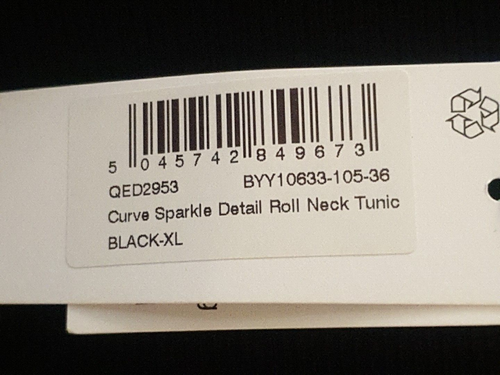 5 045742 849673
QED2953 BYY10633-105-36
Curve Sparkle Detail Roll Neck Tunic
BLACK-XL